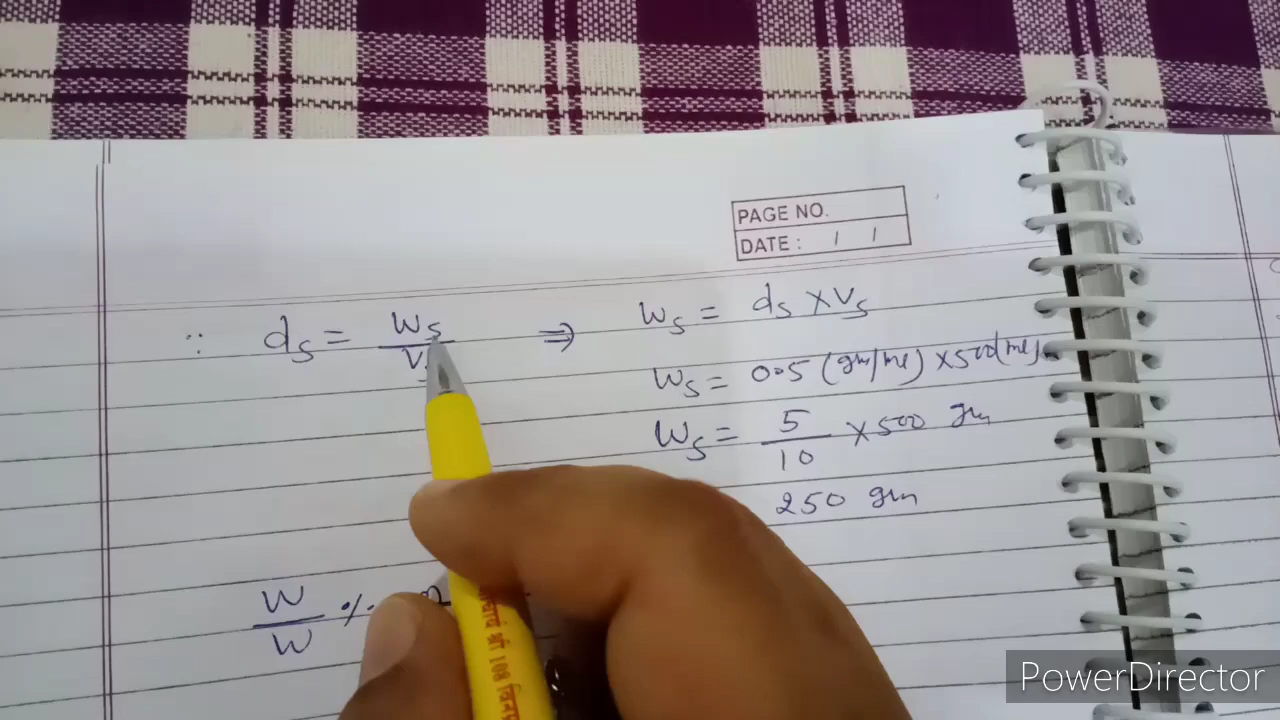 PAGE NO.
DATE : / /
∴ ds = Ws/Vs ⇒ Ws = ds × Vs
Ws = 0.5 (gm/ml) × 500(ml)
Ws = 5/10 × 500 gm
250 gm
W/W %
श्री 108
PowerDirector